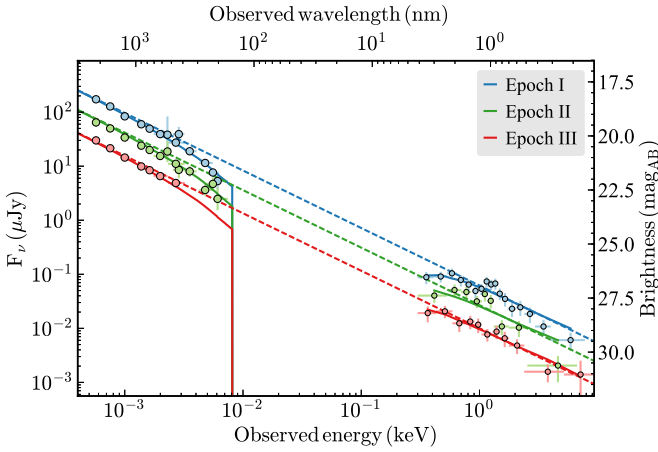 Observed wavelength (nm)
10³ 10² 10¹ 10⁰
Epoch I
Epoch II
Epoch III
F_ν (μJy)
10² 10¹ 10⁰ 10⁻¹ 10⁻² 10⁻³
17.5 20.0 22.5 25.0 27.5 30.0
Brightness (mag_AB)
10⁻³ 10⁻² 10⁻¹ 10⁰
Observed energy (keV)